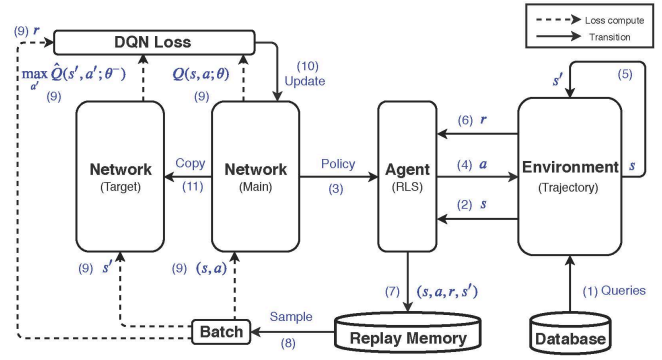 Loss compute
Transition
(9) r
DQN Loss
max Q̂(s′, a′; θ⁻)
a′
(9)
Q(s, a; θ)
(9)
(10)
Update
s′
(5)
Network
(Target)
Copy
(11)
Network
(Main)
Policy
(3)
Agent
(RLS)
(6) r
(4) a
(2) s
Environment
(Trajectory)
s
(9) s′
(9) (s, a)
(7) (s, a, r, s′)
(1) Queries
Batch
Sample
(8)
Replay Memory
Database